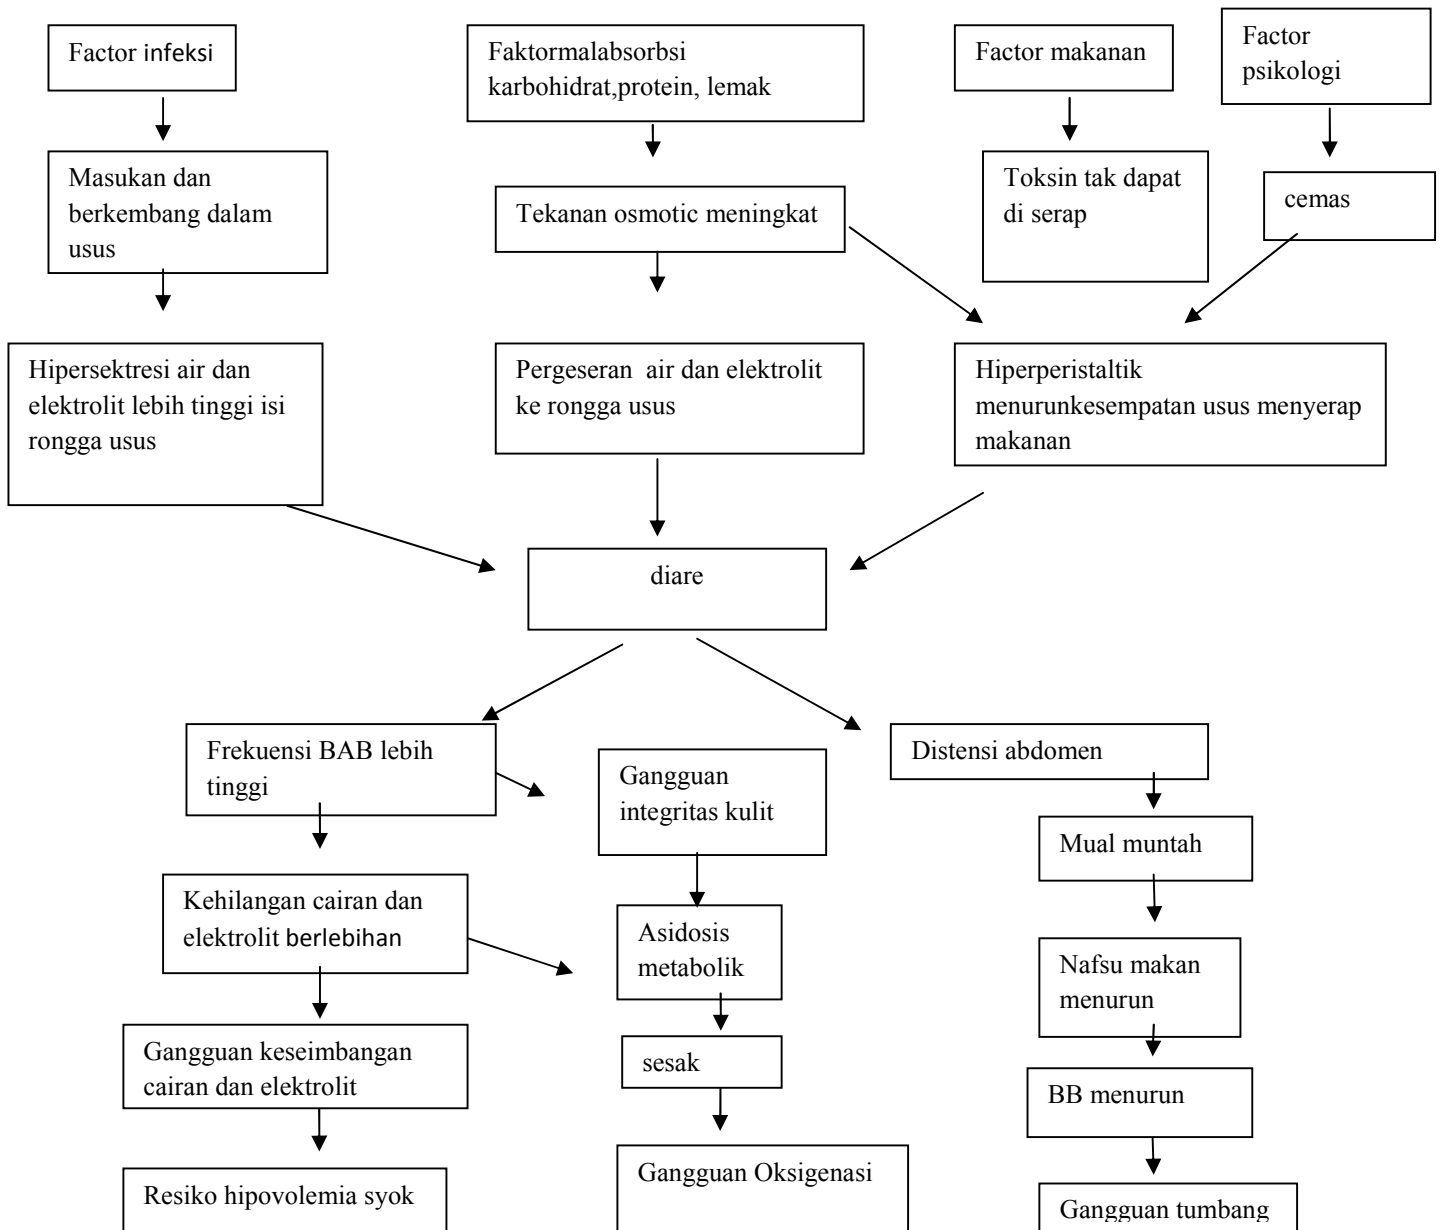 Factor infeksi
Faktormalabsorbsi
karbohidrat,protein, lemak
Factor makanan
Factor
psikologi
Masukan dan
berkembang dalam
usus
Tekanan osmotic meningkat
Toksin tak dapat
di serap
cemas
Hipersektresi air dan
elektrolit lebih tinggi isi
rongga usus
Pergeseran air dan elektrolit
ke rongga usus
Hiperperistaltik
menurunkesempatan usus menyerap
makanan
diare
Frekuensi BAB lebih
tinggi
Gangguan
integritas kulit
Distensi abdomen
Mual muntah
Kehilangan cairan dan
elektrolit berlebihan
Asidosis
metabolik
Nafsu makan
menurun
Gangguan keseimbangan
cairan dan elektrolit
sesak
BB menurun
Resiko hipovolemia syok
Gangguan Oksigenasi
Gangguan tumbang